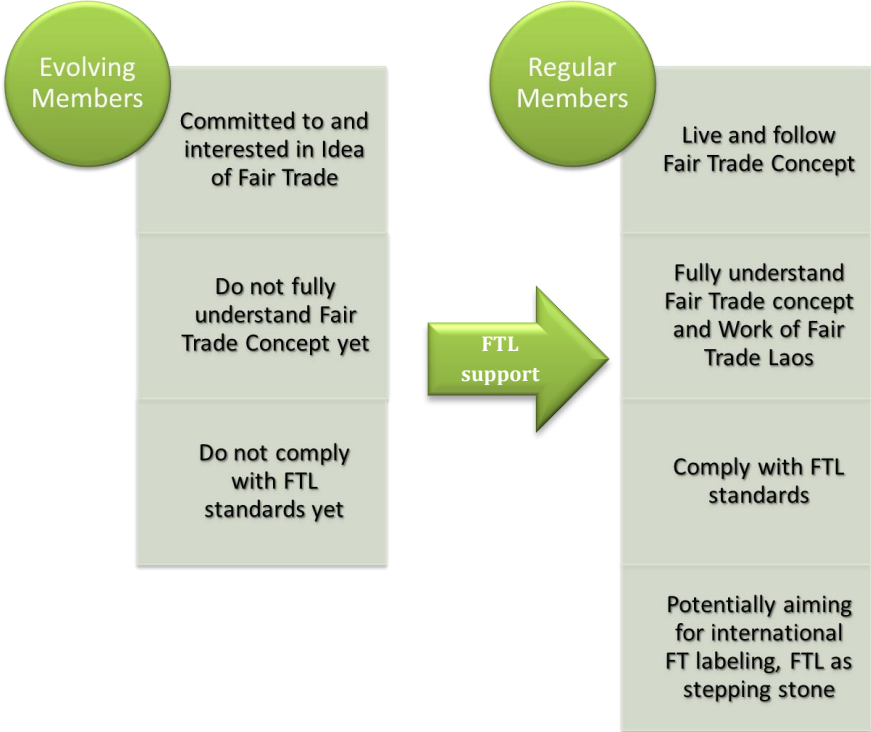 Evolving
Members
Committed to and
interested in Idea
of Fair Trade
Do not fully
understand Fair
Trade Concept yet
Do not comply
with FTL
standards yet
FTL
support
Regular
Members
Live and follow
Fair Trade Concept
Fully understand
Fair Trade concept
and Work of Fair
Trade Laos
Comply with FTL
standards
Potentially aiming
for international
FT labeling, FTL as
stepping stone